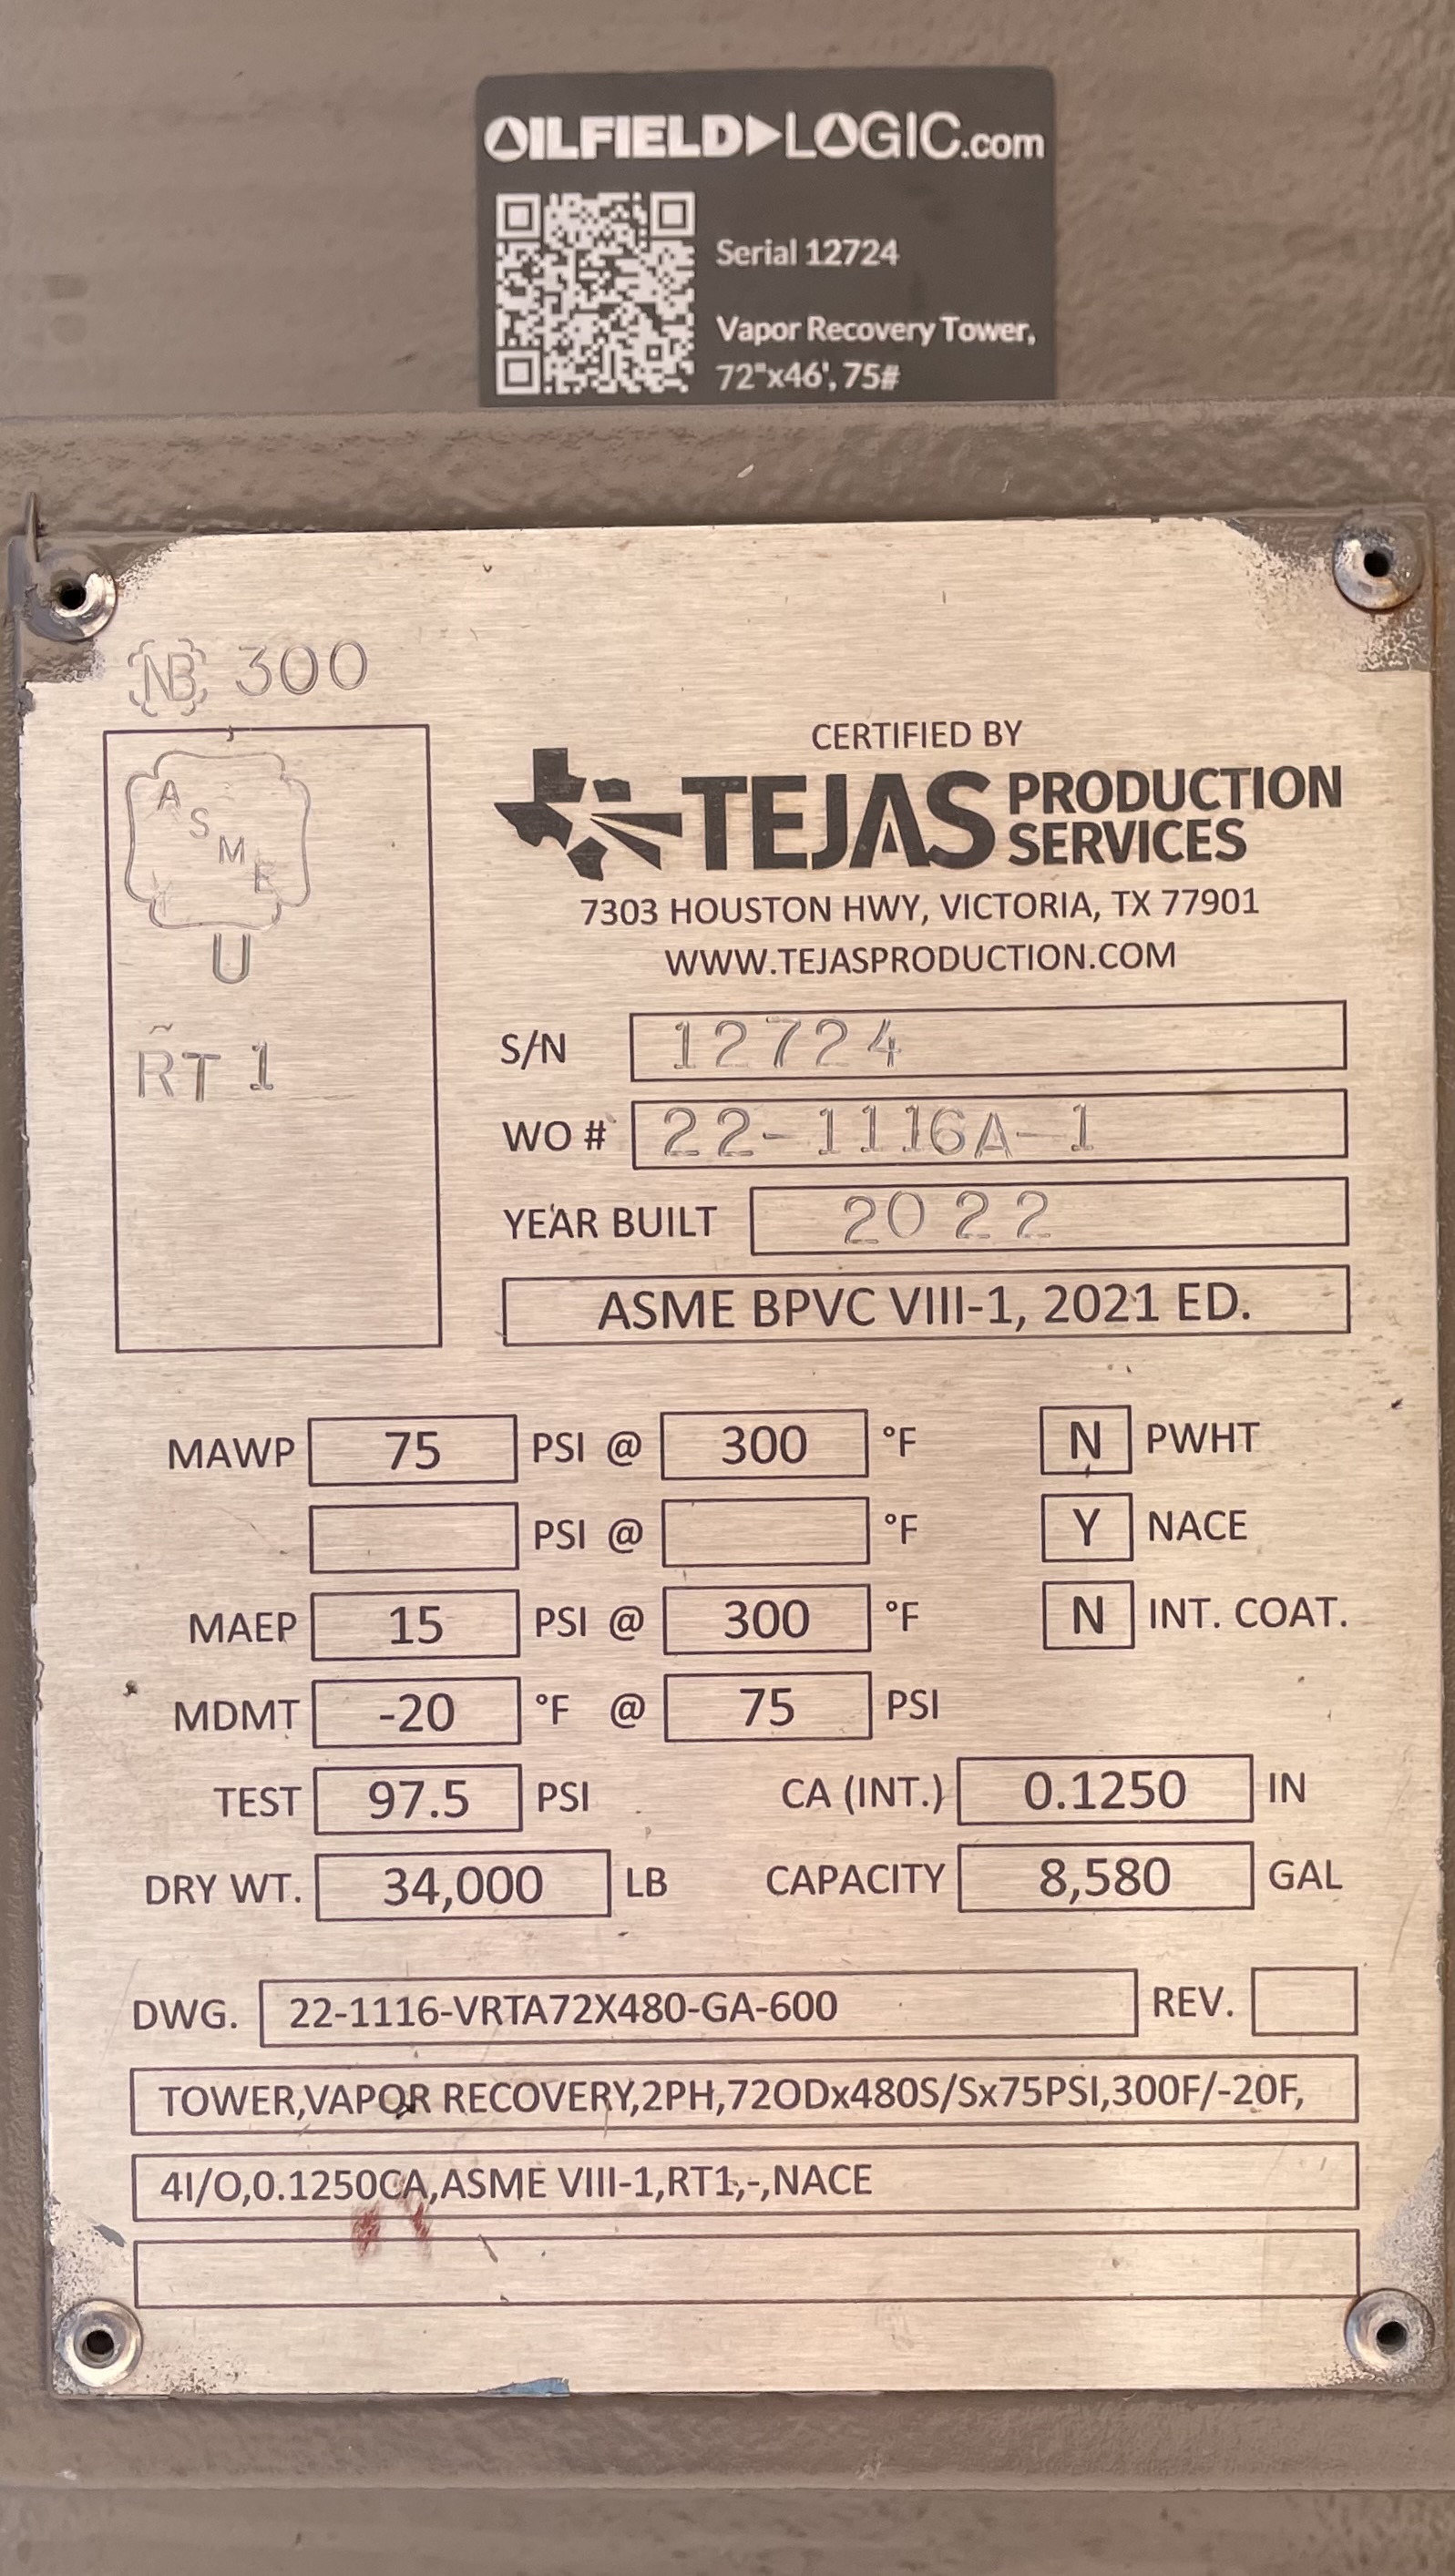 OILFIELD LOGIC.com
Serial 12724
Vapor Recovery Tower,
72"x46', 75#
NB 300
ASME
U
RT 1
CERTIFIED BY
TEJAS PRODUCTION SERVICES
7303 HOUSTON HWY, VICTORIA, TX 77901
WWW.TEJASPRODUCTION.COM
S/N 12724
WO # 22-1116A-1
YEAR BUILT 2022
ASME BPVC VIII-1, 2021 ED.
MAWP 75 PSI @ 300 °F N PWHT
PSI @ °F Y NACE
MAEP 15 PSI @ 300 °F N INT. COAT.
MDMT -20 °F @ 75 PSI
TEST 97.5 PSI CA (INT.) 0.1250 IN
DRY WT. 34,000 LB CAPACITY 8,580 GAL
DWG. 22-1116-VRTA72X480-GA-600 REV.
TOWER,VAPOR RECOVERY,2PH,72ODx480S/Sx75PSI,300F/-20F,
4I/O,0.1250CA,ASME VIII-1,RT1,-,NACE